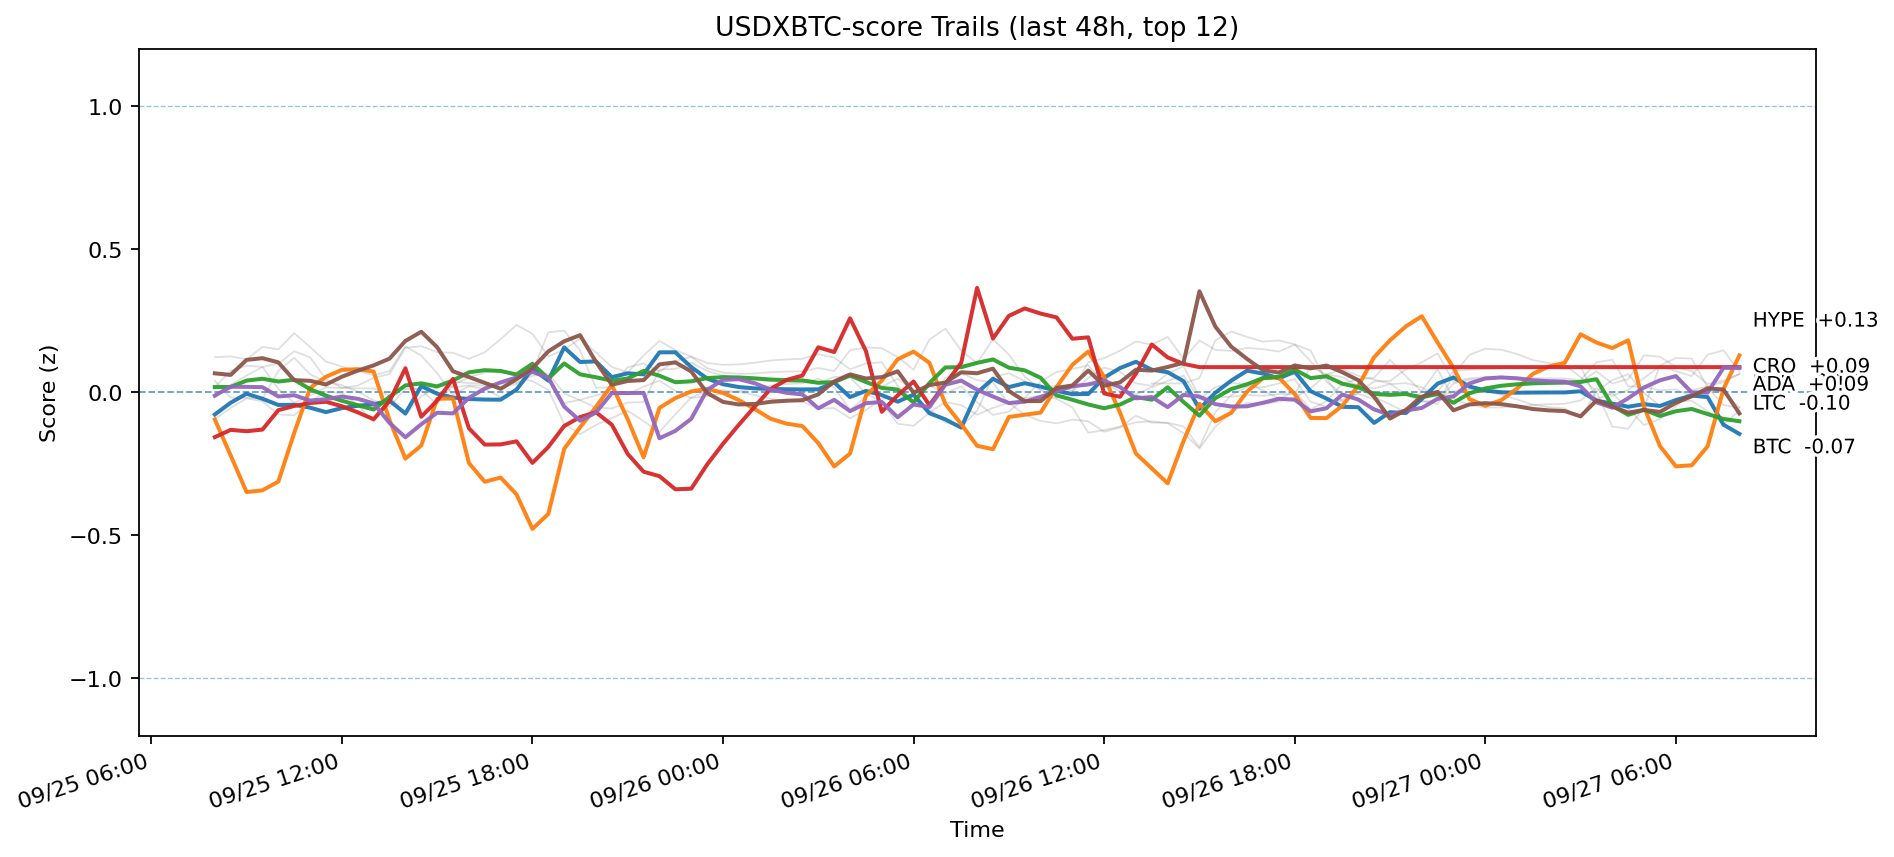 USDXBTC-score Trails (last 48h, top 12)
Score (z)
1.0
0.5
0.0
−0.5
−1.0
HYPE +0.13
CRO +0.09
ADA +0.09
LTC -0.10
BTC -0.07
09/25 06:00
09/25 12:00
09/25 18:00
09/26 00:00
09/26 06:00
09/26 12:00
09/26 18:00
09/27 00:00
09/27 06:00
Time